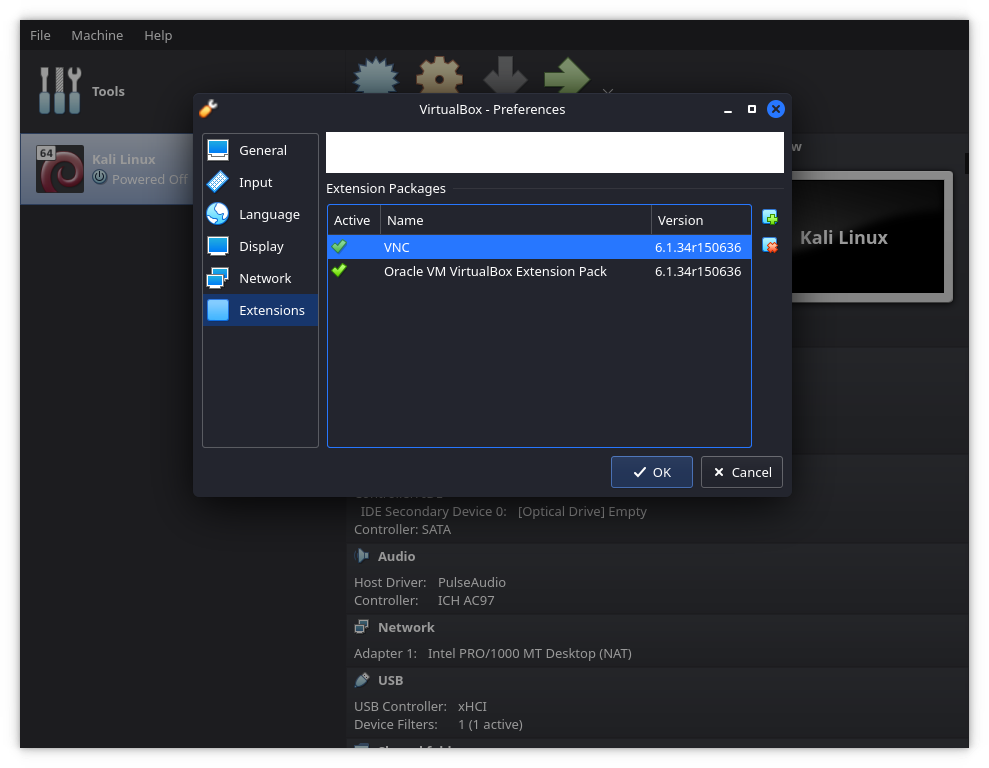 File Machine Help
Tools
VirtualBox - Preferences
64
Kali Linux
Powered Off
General
Input
Language
Display
Network
Extensions
Extension Packages
Active Name Version
VNC 6.1.34r150636
Oracle VM VirtualBox Extension Pack 6.1.34r150636
OK Cancel
Kali Linux
IDE Secondary Device 0: [Optical Drive] Empty
Controller: SATA
Audio
Host Driver: PulseAudio
Controller: ICH AC97
Network
Adapter 1: Intel PRO/1000 MT Desktop (NAT)
USB
USB Controller: xHCI
Device Filters: 1 (1 active)